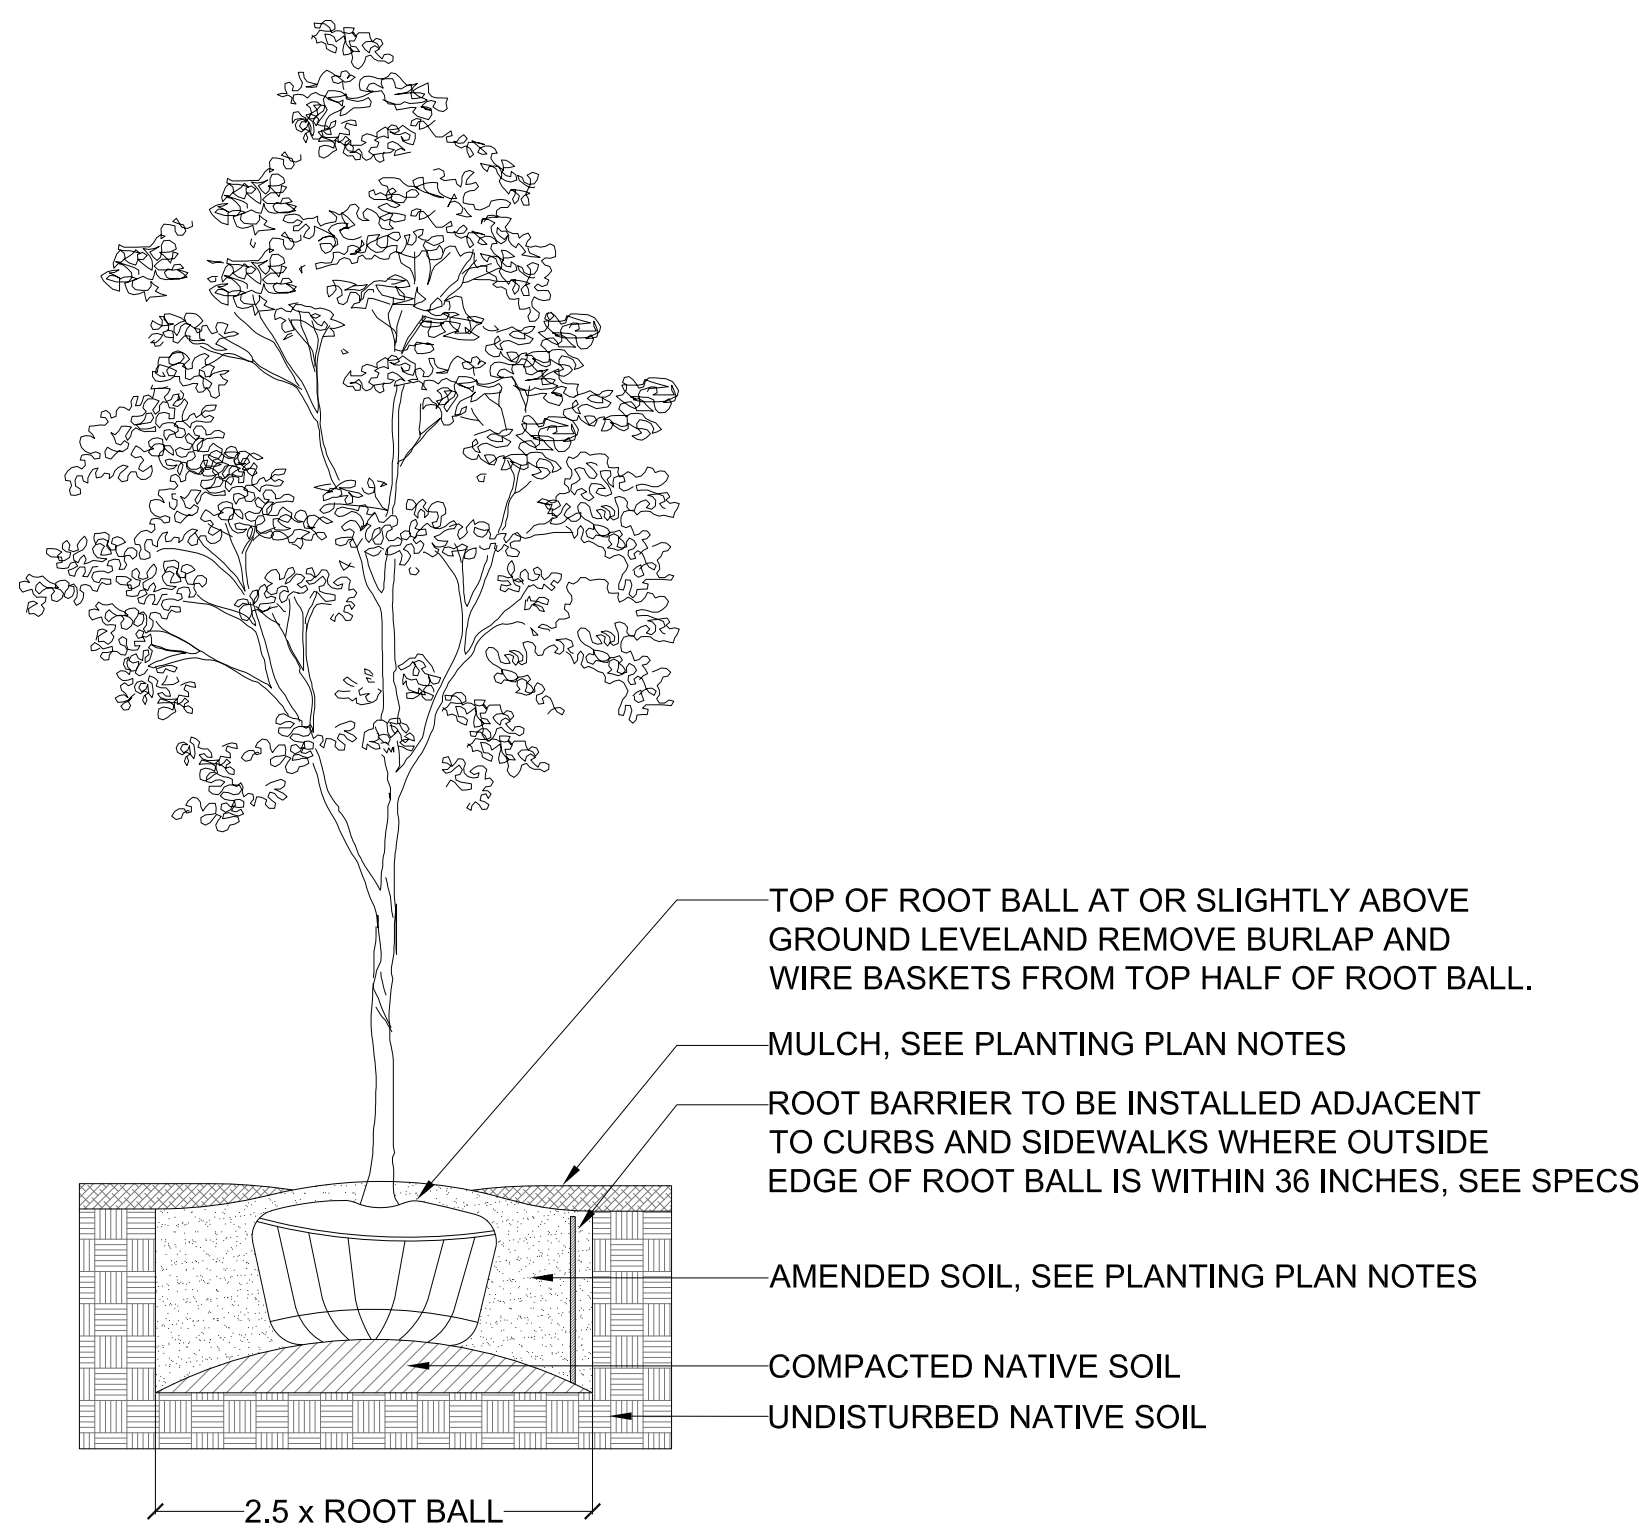 TOP OF ROOT BALL AT OR SLIGHTLY ABOVE
GROUND LEVELAND REMOVE BURLAP AND
WIRE BASKETS FROM TOP HALF OF ROOT BALL.
MULCH, SEE PLANTING PLAN NOTES
ROOT BARRIER TO BE INSTALLED ADJACENT
TO CURBS AND SIDEWALKS WHERE OUTSIDE
EDGE OF ROOT BALL IS WITHIN 36 INCHES, SEE SPECS
AMENDED SOIL, SEE PLANTING PLAN NOTES
COMPACTED NATIVE SOIL
UNDISTURBED NATIVE SOIL
2.5 x ROOT BALL